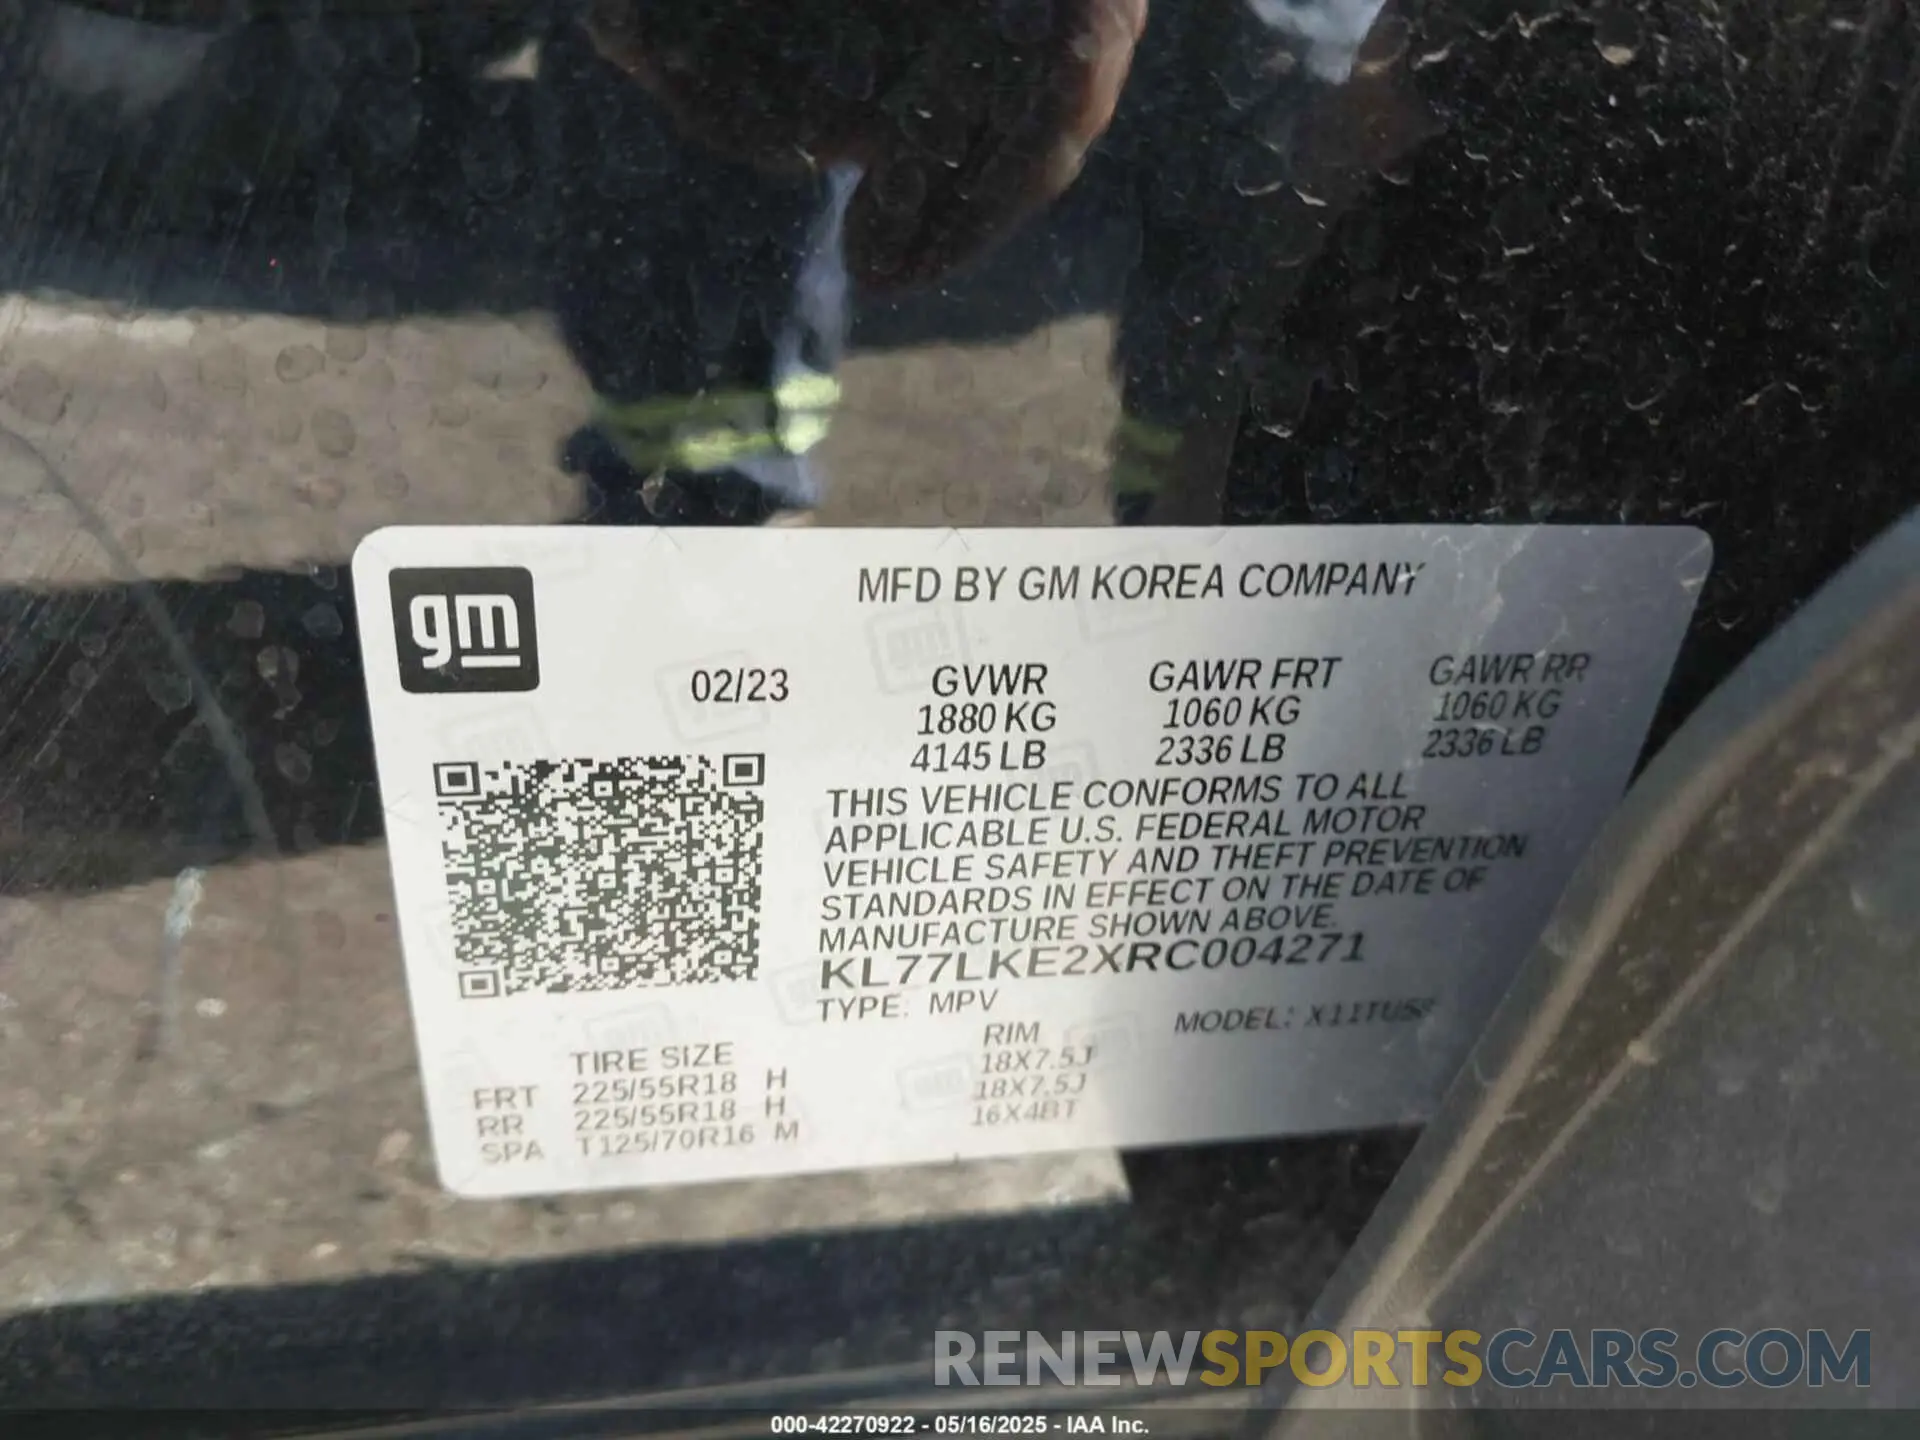 gm
MFD BY GM KOREA COMPANY
02/23 GVWR GAWR FRT GAWR RR
1880 KG 1060 KG 1060 KG
4145 LB 2336 LB 2336 LB
THIS VEHICLE CONFORMS TO ALL
APPLICABLE U.S. FEDERAL MOTOR
VEHICLE SAFETY AND THEFT PREVENTION
STANDARDS IN EFFECT ON THE DATE OF
MANUFACTURE SHOWN ABOVE.
KL77LKE2XRC004271
TYPE: MPV MODEL:
TIRE SIZE RIM
FRT 225/55R18 H 18X7.5J
RR 225/55R18 H 18X7.5J
SPA T125/70R16 M 16X4BT
RENEWSPORTSCARS.COM
000-42270922 - 05/16/2025 - IAA Inc.